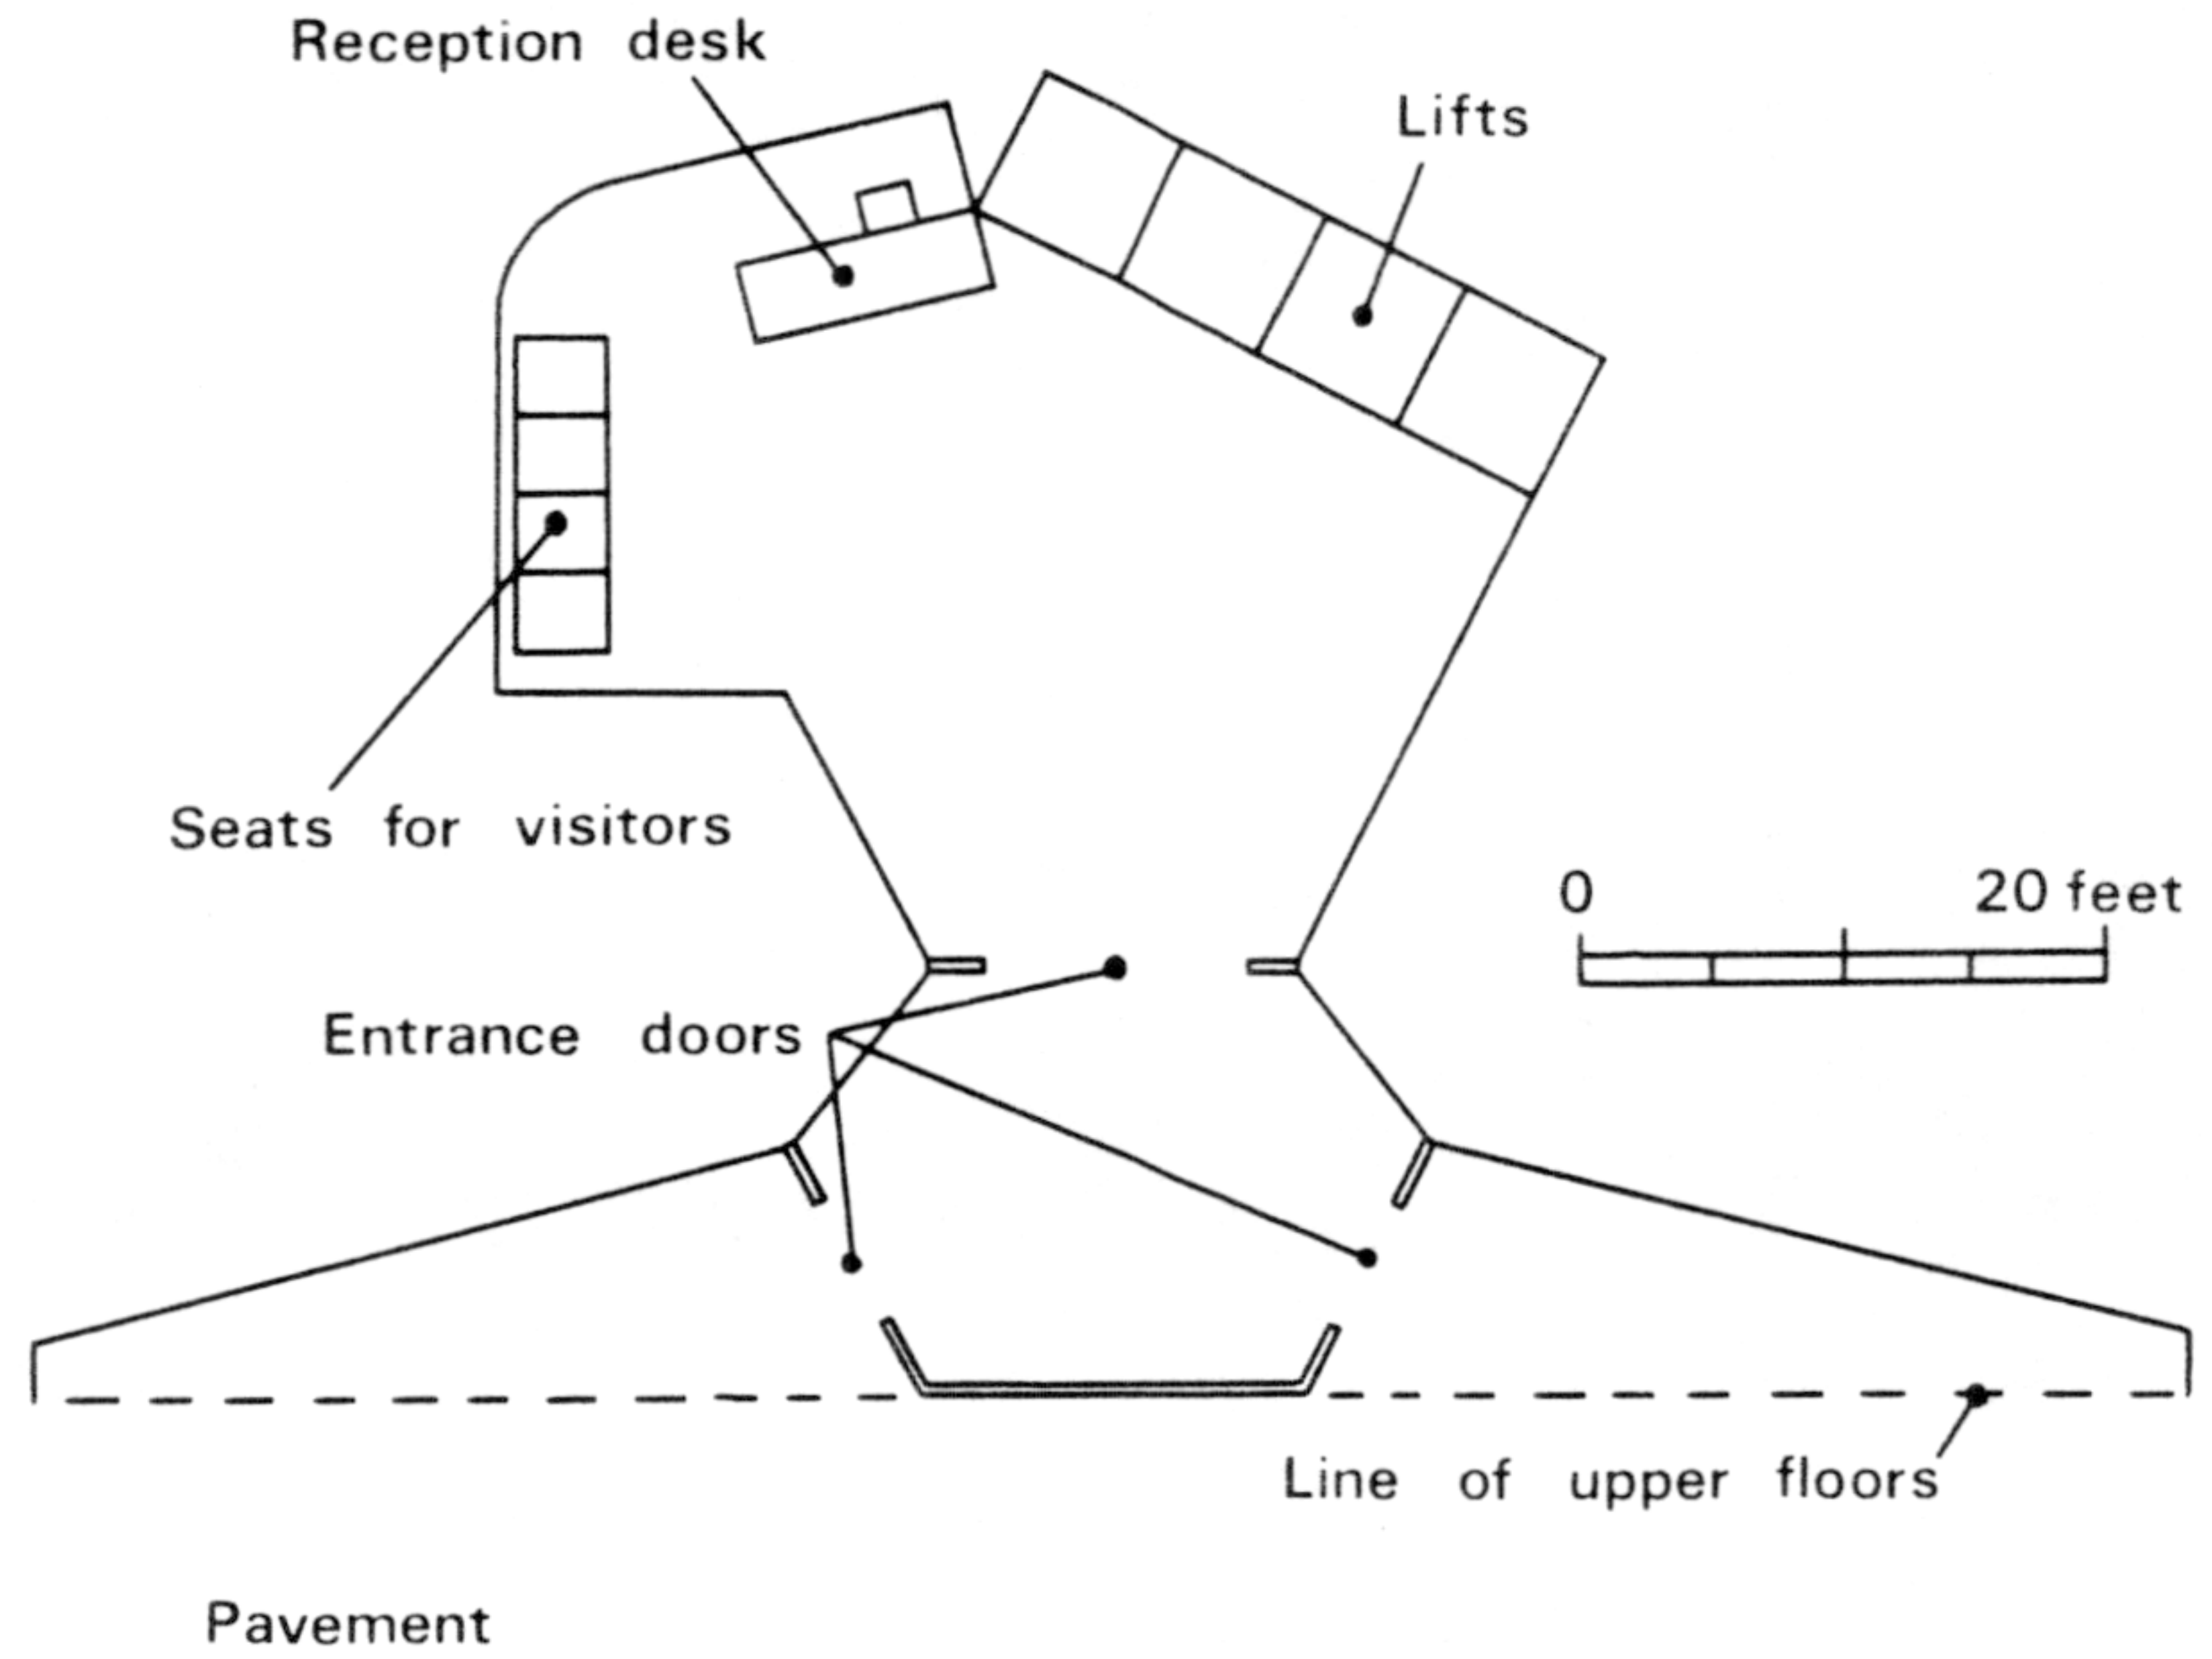 Reception desk
Lifts
Seats for visitors
0 20 feet
Entrance doors
Line of upper floors
Pavement